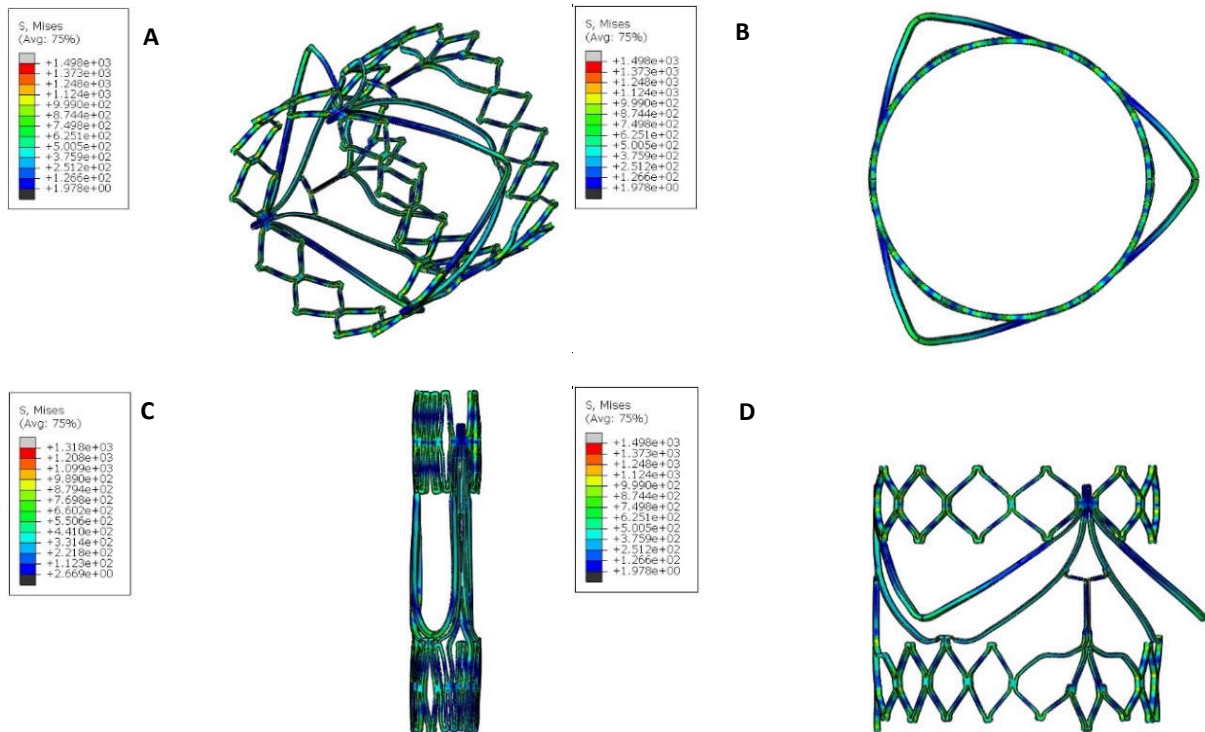 S, Mises
(Avg: 75%)
+1.498e+03
+1.373e+03
+1.248e+03
+1.124e+03
+9.990e+02
+8.744e+02
+7.498e+02
+6.251e+02
+5.005e+02
+3.759e+02
+2.512e+02
+1.266e+02
+1.978e+00
A
S, Mises
(Avg: 75%)
+1.498e+03
+1.373e+03
+1.248e+03
+1.124e+03
+9.990e+02
+8.744e+02
+7.498e+02
+6.251e+02
+5.005e+02
+3.759e+02
+2.512e+02
+1.266e+02
+1.978e+00
B
S, Mises
(Avg: 75%)
+1.318e+03
+1.208e+03
+1.099e+03
+9.890e+02
+8.794e+02
+7.698e+02
+6.602e+02
+5.506e+02
+4.410e+02
+3.314e+02
+2.218e+02
+1.123e+02
+2.669e+00
C
S, Mises
(Avg: 75%)
+1.498e+03
+1.373e+03
+1.248e+03
+1.124e+03
+9.990e+02
+8.744e+02
+7.498e+02
+6.251e+02
+5.005e+02
+3.759e+02
+2.512e+02
+1.266e+02
+1.978e+00
D